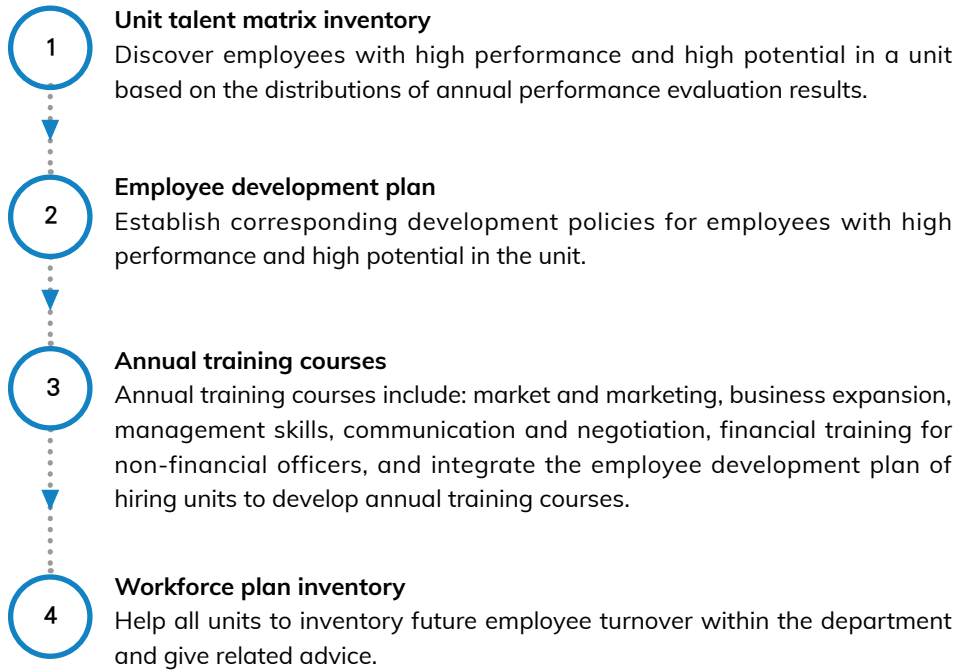 1
Unit talent matrix inventory
Discover employees with high performance and high potential in a unit
based on the distributions of annual performance evaluation results.
2
Employee development plan
Establish corresponding development policies for employees with high
performance and high potential in the unit.
3
Annual training courses
Annual training courses include: market and marketing, business expansion,
management skills, communication and negotiation, financial training for
non-financial officers, and integrate the employee development plan of
hiring units to develop annual training courses.
4
Workforce plan inventory
Help all units to inventory future employee turnover within the department
and give related advice.